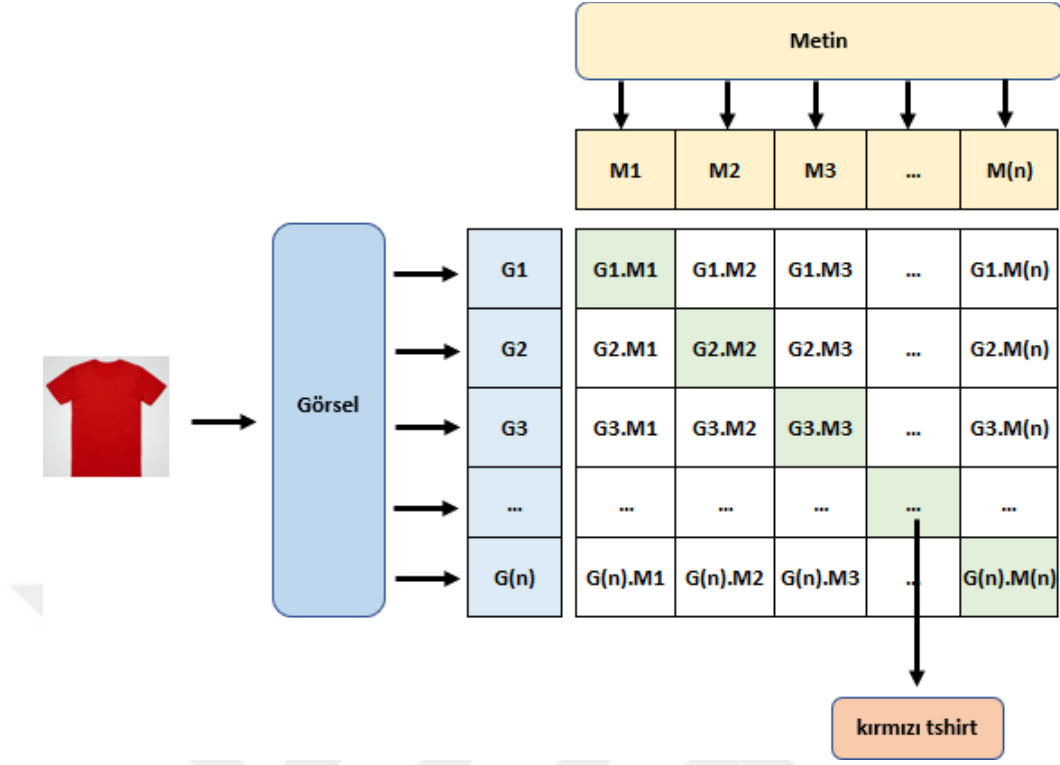 Metin
M1 M2 M3 ... M(n)
G1 G1.M1 G1.M2 G1.M3 ... G1.M(n)
G2 G2.M1 G2.M2 G2.M3 ... G2.M(n)
Görsel
G3 G3.M1 G3.M2 G3.M3 ... G3.M(n)
... ... ... ... ... ...
G(n) G(n).M1 G(n).M2 G(n).M3 ... G(n).M(n)
kırmızı tshirt